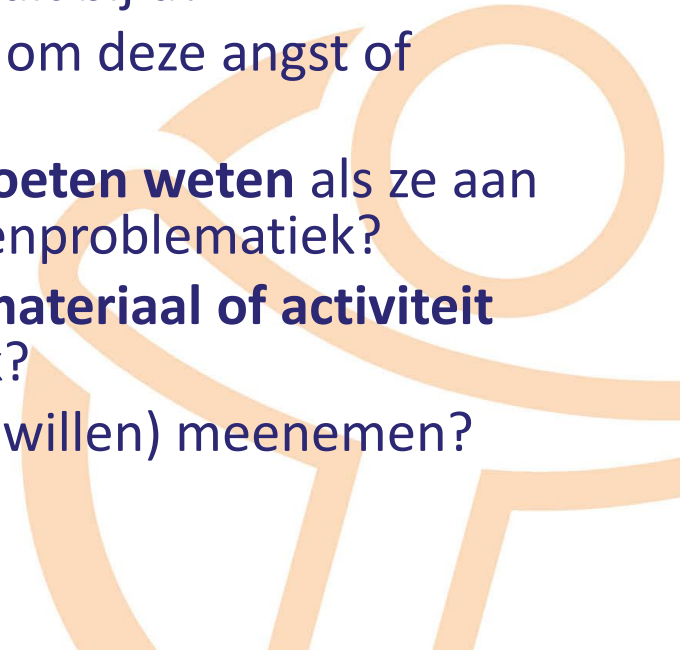 om deze angst of
oeten weten als ze aan
enproblematiek?
materiaal of activiteit
k?
willen) meenemen?